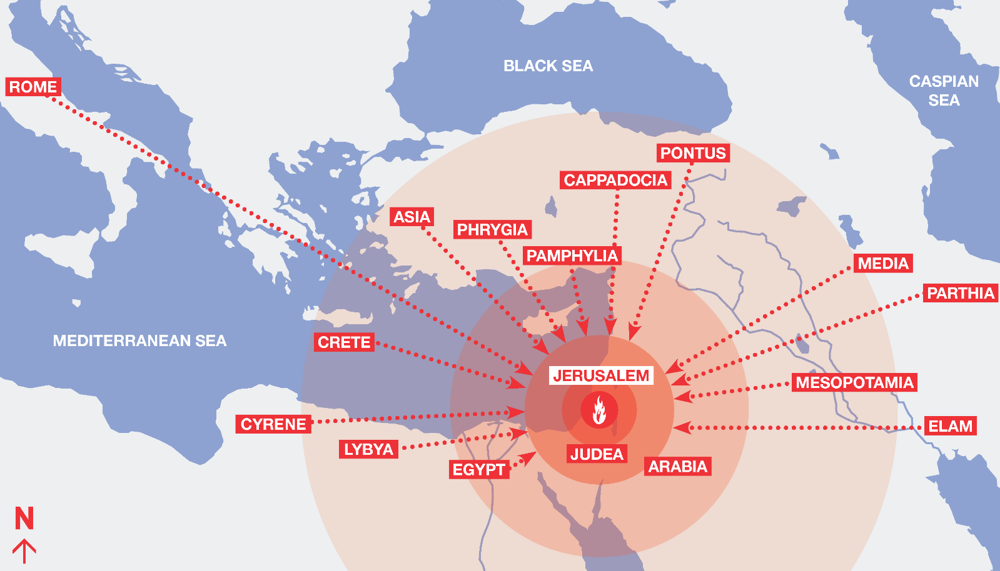 BLACK SEA
CASPIAN
SEA
ROME
PONTUS
CAPPADOCIA
ASIA
PHRYGIA
PAMPHYLIA
MEDIA
PARTHIA
MEDITERRANEAN SEA
CRETE
JERUSALEM
MESOPOTAMIA
CYRENE
ELAM
LYBYA
JUDEA
EGYPT
ARABIA
N